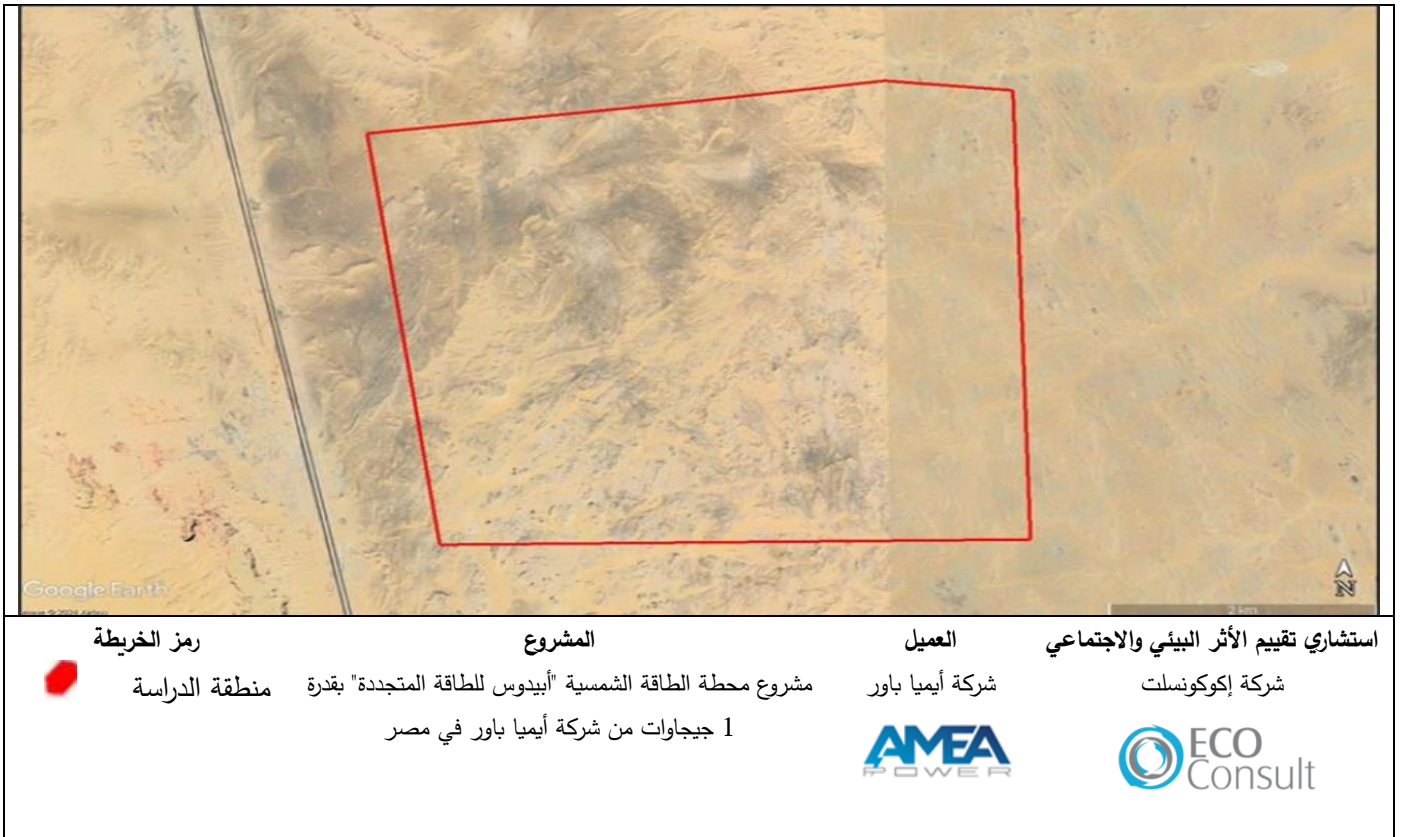 Google Earth
2 km
N
استشاري تقييم الأثر البيئي والاجتماعي
شركة إكوكونسلت
ECO
Consult
العميل
شركة أيميا باور
AMEA
POWER
المشروع
مشروع محطة الطاقة الشمسية "أبيدوس للطاقة المتجددة" بقدرة
1 جيجاوات من شركة أيميا باور في مصر
رمز الخريطة
منطقة الدراسة